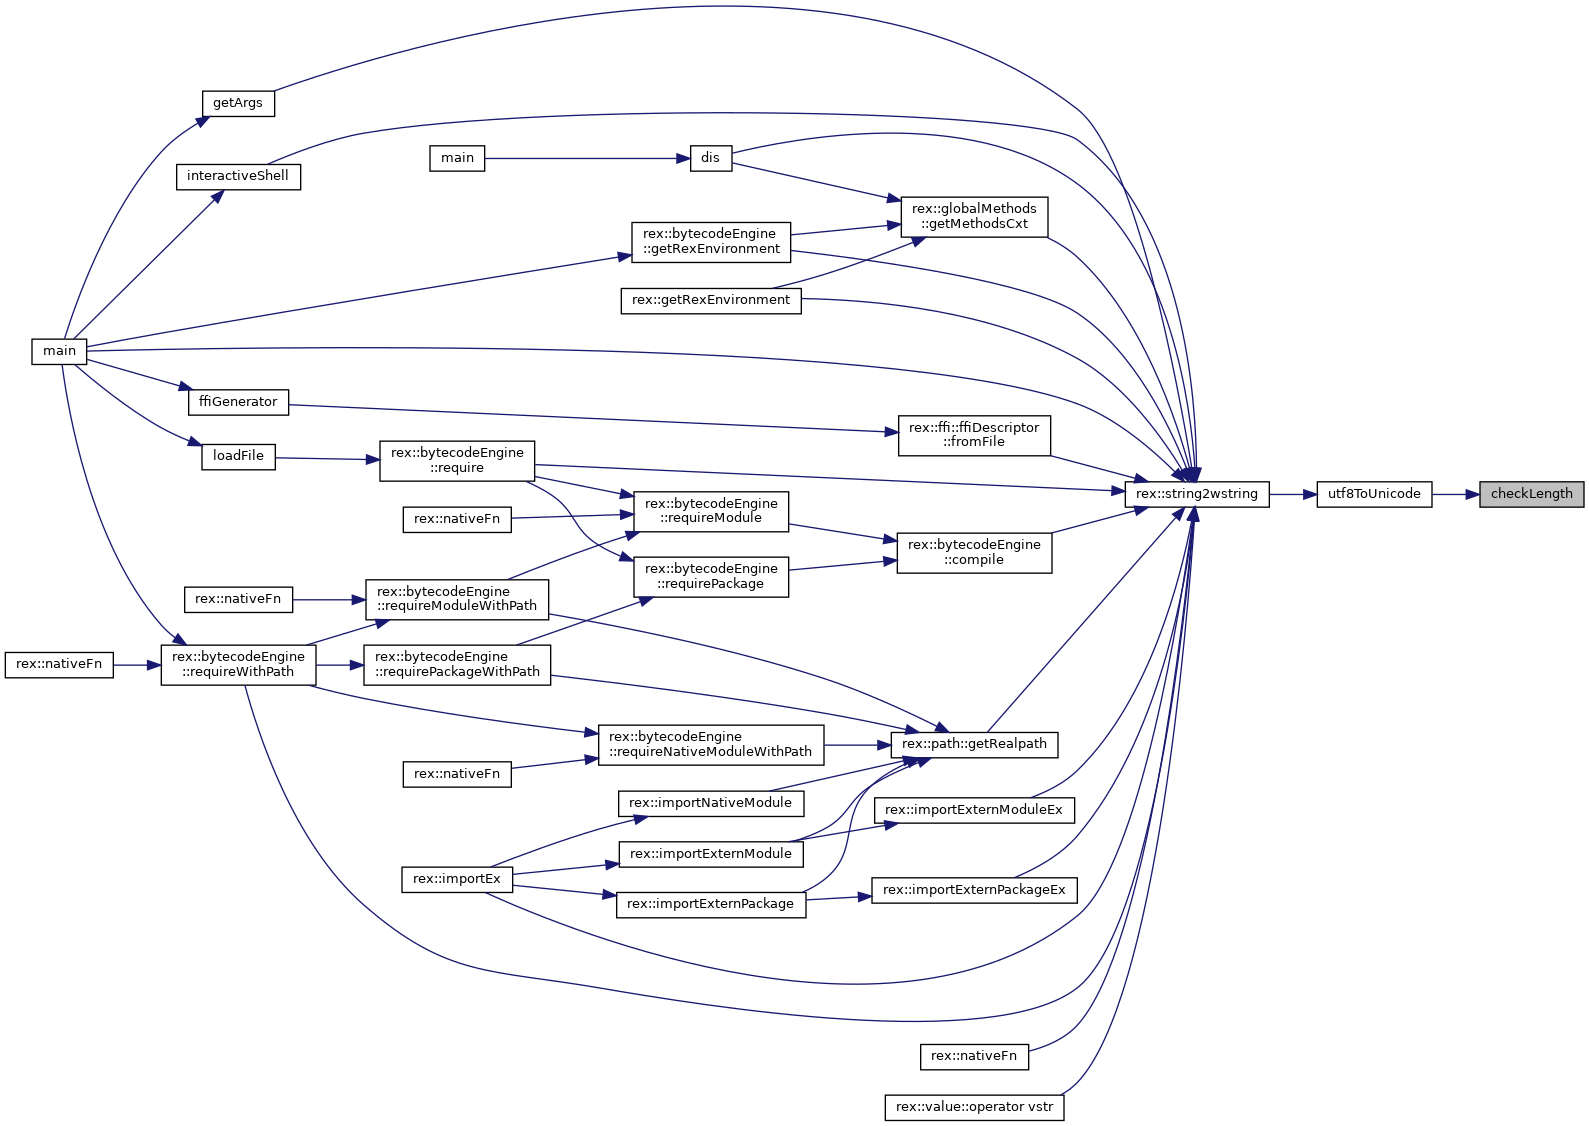 getArgs
interactiveShell
main
dis
rex::globalMethods
::getMethodsCxt
rex::bytecodeEngine
::getRexEnvironment
rex::getRexEnvironment
main
ffiGenerator
rex::ffi::ffiDescriptor
::fromFile
loadFile
rex::bytecodeEngine
::require
rex::string2wstring
utf8ToUnicode
checkLength
rex::bytecodeEngine
::requireModule
rex::nativeFn
rex::bytecodeEngine
::compile
rex::bytecodeEngine
::requirePackage
rex::nativeFn
rex::bytecodeEngine
::requireModuleWithPath
rex::nativeFn
rex::bytecodeEngine
::requireWithPath
rex::bytecodeEngine
::requirePackageWithPath
rex::bytecodeEngine
::requireNativeModuleWithPath
rex::path::getRealpath
rex::nativeFn
rex::importNativeModule
rex::importExternModuleEx
rex::importExternModule
rex::importEx
rex::importExternPackageEx
rex::importExternPackage
rex::nativeFn
rex::value::operator vstr